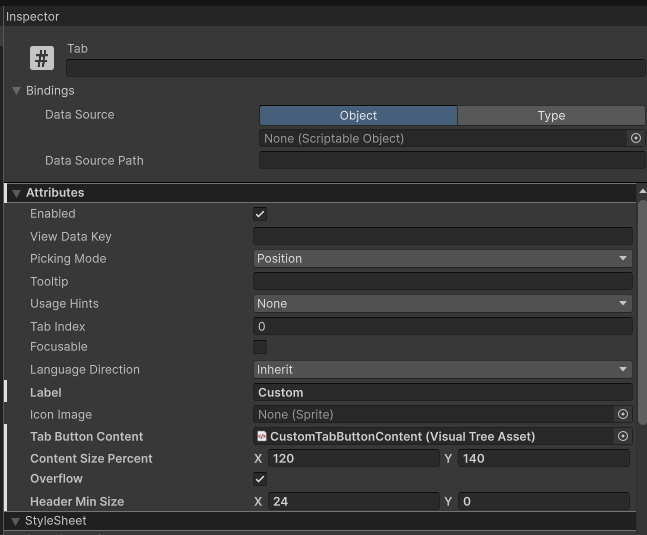 Inspector
# Tab
Bindings
Data Source Object Type
None (Scriptable Object)
Data Source Path
Attributes
Enabled
View Data Key
Picking Mode Position
Tooltip
Usage Hints None
Tab Index 0
Focusable
Language Direction Inherit
Label Custom
Icon Image None (Sprite)
Tab Button Content CustomTabButtonContent (Visual Tree Asset)
Content Size Percent X 120 Y 140
Overflow
Header Min Size X 24 Y 0
StyleSheet